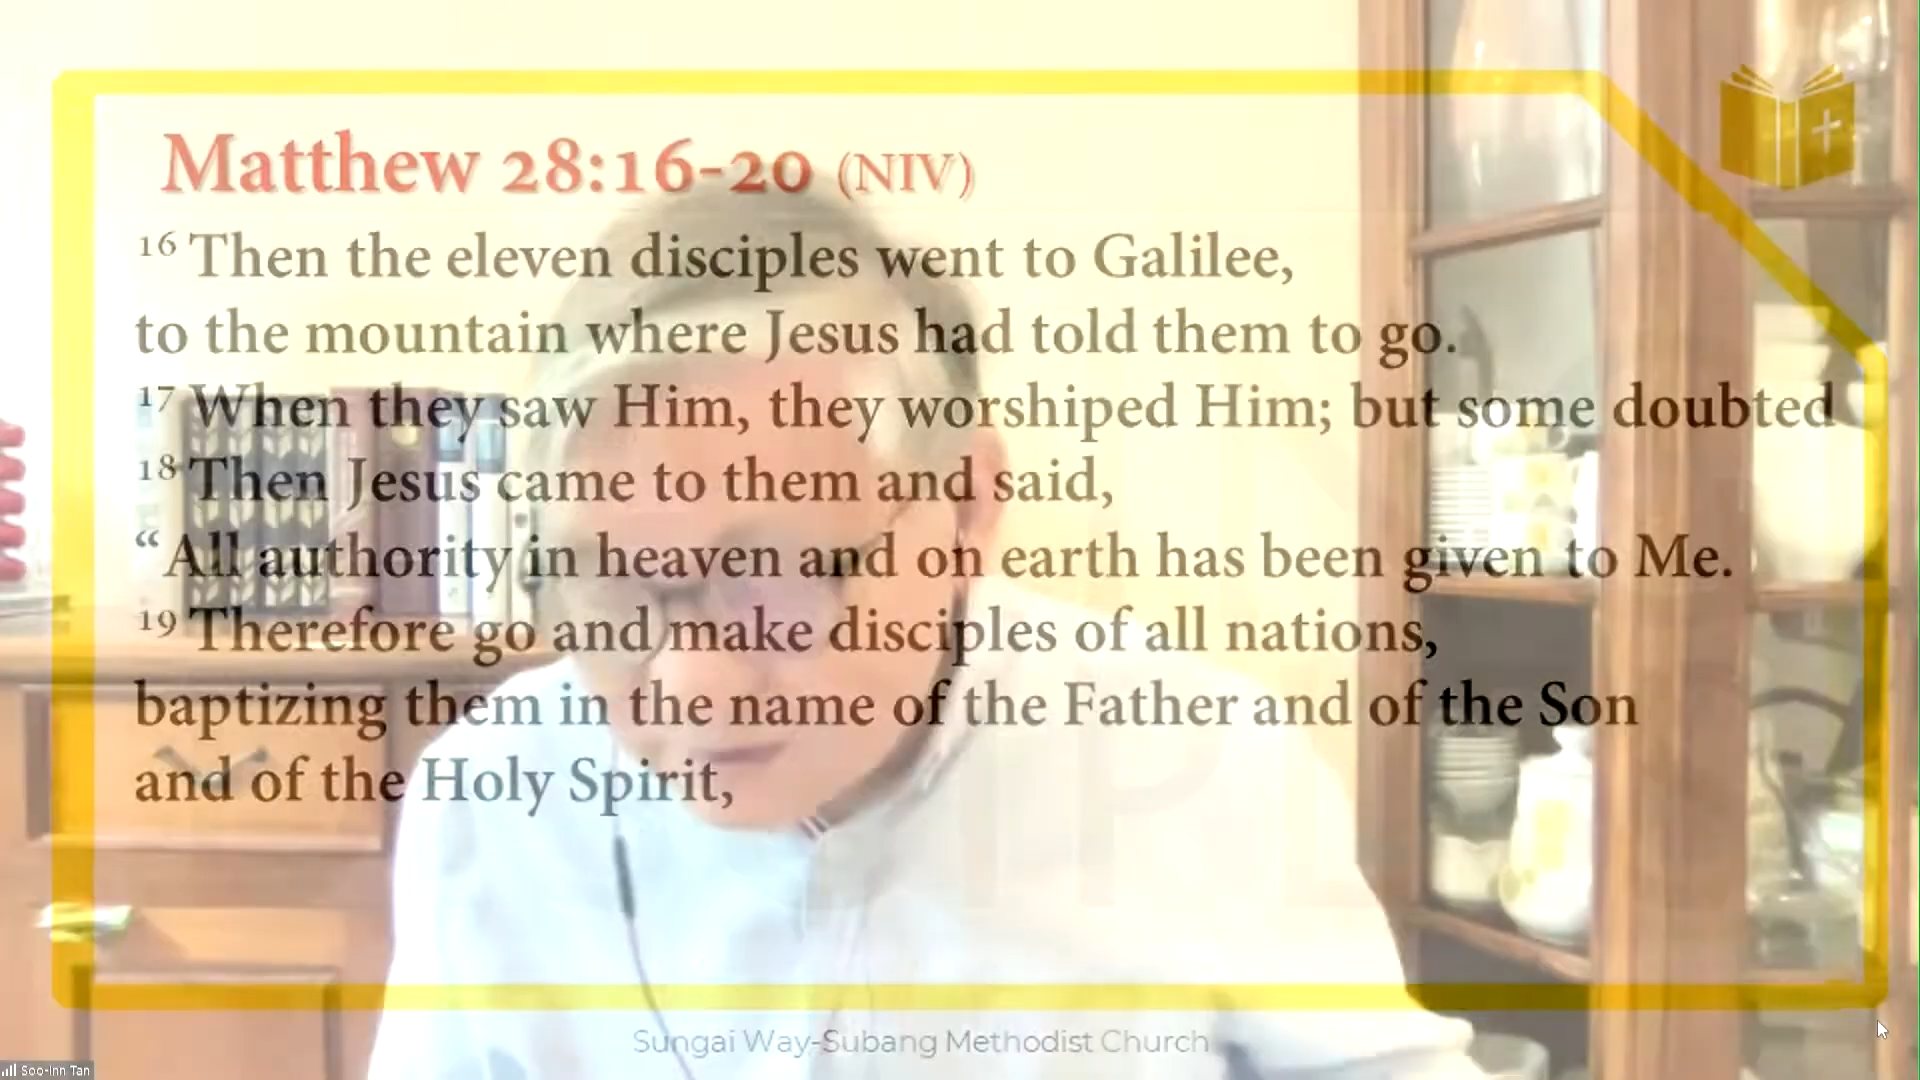 Matthew 28:16-20 (NIV)
16 Then the eleven disciples went to Galilee,
to the mountain where Jesus had told them to go.
17 When they saw Him, they worshiped Him; but some doubted
18 Then Jesus came to them and said,
“All authority in heaven and on earth has been given to Me.
19 Therefore go and make disciples of all nations,
baptizing them in the name of the Father and of the Son
and of the Holy Spirit,
Sungai Way-Subang Methodist Church
Soo-Inn Tan